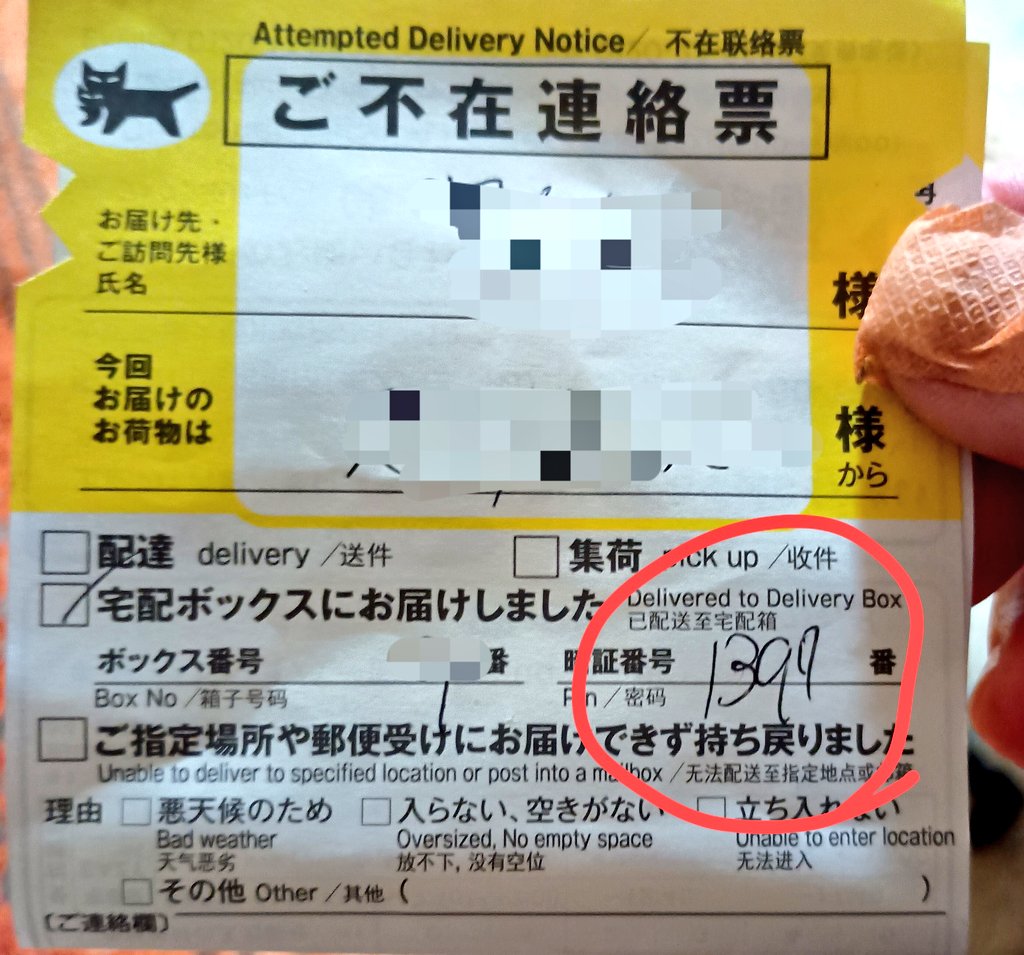 Attempted Delivery Notice / 不在联络票
ご不在連絡票
お届け先・
ご訪問先様
氏名
様
今回
お届けの
お荷物は
様
から
配達 delivery /送件 集荷 pick up /收件
宅配ボックスにお届けしました Delivered to Delivery Box
已配送至宅配箱
ボックス番号 番 暗証番号 1397 番
Box No /箱子号码 Pin /密码
ご指定場所や郵便受けにお届けできず持ち戻りました
Unable to deliver to specified location or post into a mailbox /无法配送至指定地点或邮箱
理由 悪天候のため 入らない、空きがない 立ち入れない
Bad weather Oversized, No empty space Unable to enter location
天气恶劣 放不下, 没有空位 无法进入
その他 Other /其他 ( )
(ご連絡欄)